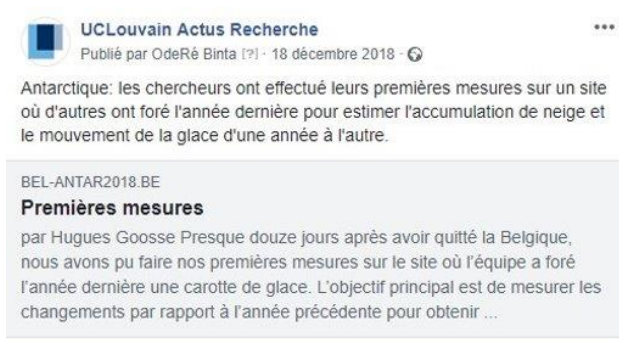 UCLouvain Actus Recherche
Publié par OdeRé Binta [?] · 18 décembre 2018 ·
Antarctique: les chercheurs ont effectué leurs premières mesures sur un site
où d'autres ont foré l'année dernière pour estimer l'accumulation de neige et
le mouvement de la glace d'une année à l'autre.
BEL-ANTAR2018.BE
Premières mesures
par Hugues Goosse Presque douze jours après avoir quitté la Belgique,
nous avons pu faire nos premières mesures sur le site où l'équipe a foré
l'année dernière une carotte de glace. L'objectif principal est de mesurer les
changements par rapport à l'année précédente pour obtenir ...